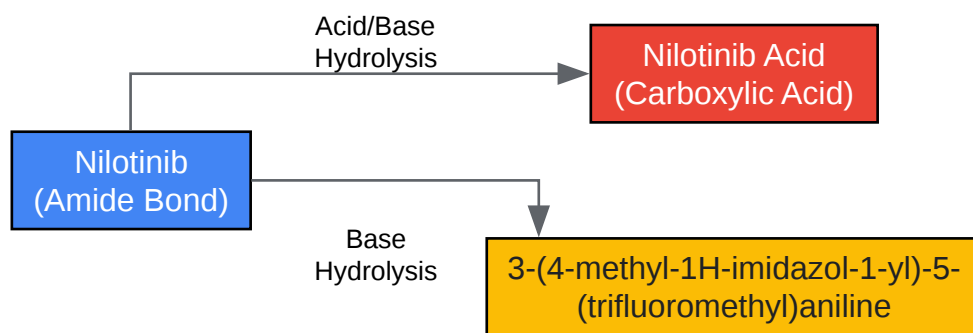 Acid/Base
Hydrolysis
Nilotinib Acid
(Carboxylic Acid)
Nilotinib
(Amide Bond)
Base
Hydrolysis
3-(4-methyl-1H-imidazol-1-yl)-5-
(trifluoromethyl)aniline